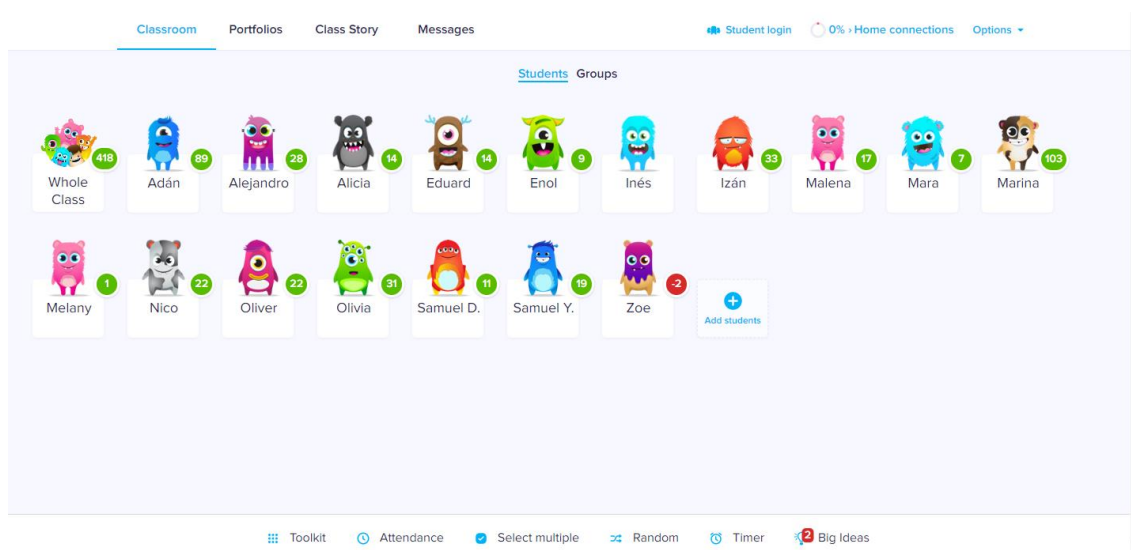 Classroom Portfolios Class Story Messages Student login 0% › Home connections Options
Students Groups
418 89 28 14 14 9 33 17 7 103
Whole Class Adán Alejandro Alicia Eduard Enol Inés Izán Malena Mara Marina
1 22 22 31 11 19 -2
Melany Nico Oliver Olivia Samuel D. Samuel Y. Zoe Add students
Toolkit Attendance Select multiple Random Timer 2 Big Ideas